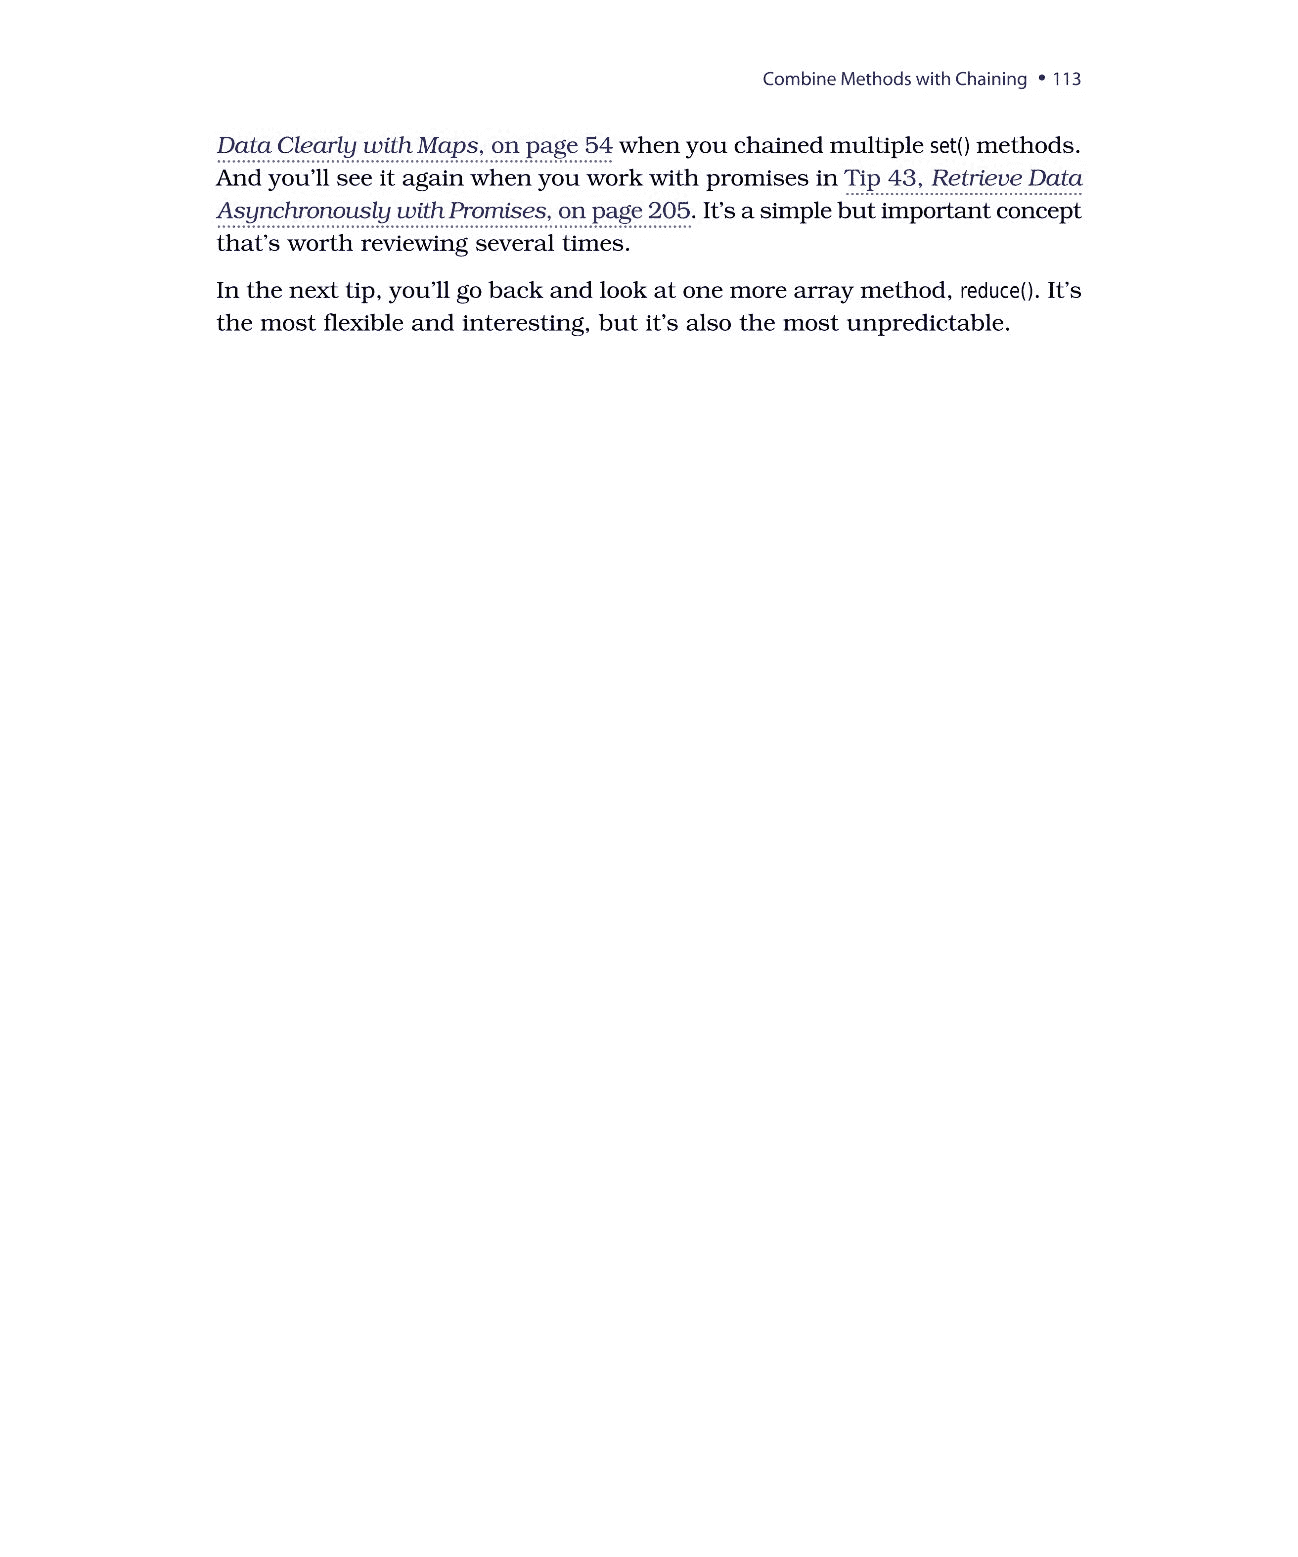 Combine Methods with Chaining • 113
Data Clearly with Maps, on page 54 when you chained multiple set() methods.
And you’ll see it again when you work with promises in Tip 43, Retrieve Data
Asynchronously with Promises, on page 205. It’s a simple but important concept
that’s worth reviewing several times.
In the next tip, you’ll go back and look at one more array method, reduce(). It’s
the most flexible and interesting, but it’s also the most unpredictable.